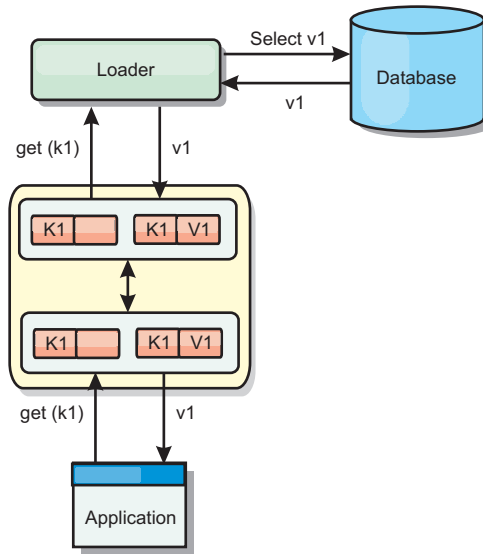 Select v1
Loader
Database
v1
get (k1)
v1
K1
K1 V1
K1
K1 V1
get (k1)
v1
Application